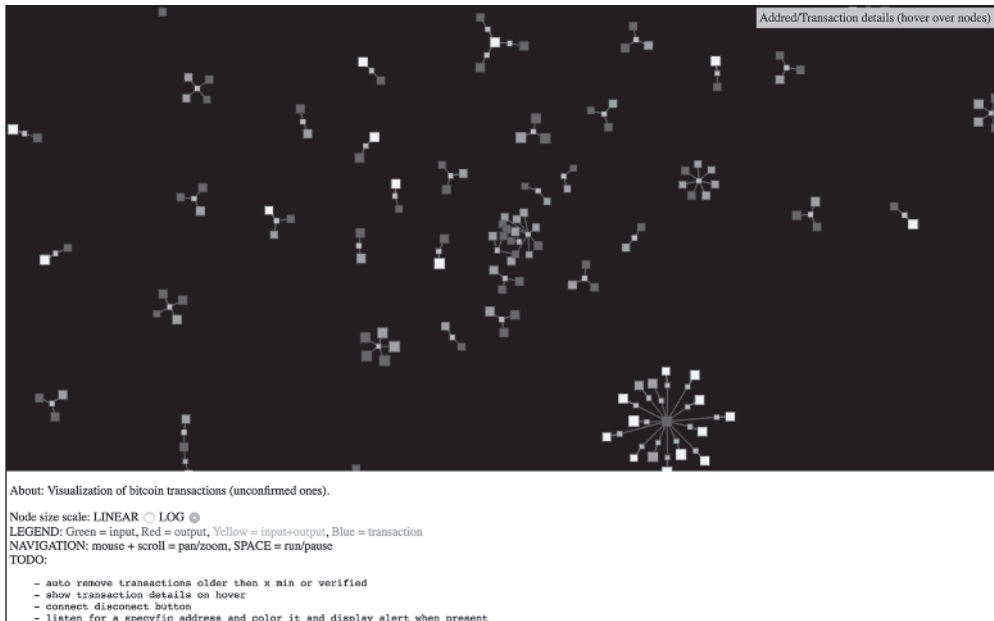 Addred/Transaction details (hover over nodes)
About: Visualization of bitcoin transactions (unconfirmed ones).
Node size scale: LINEAR LOG
LEGEND: Green = input, Red = output, Yellow = input+output, Blue = transaction
NAVIGATION: mouse + scroll = pan/zoom, SPACE = run/pause
TODO:
- auto remove transactions older then x min or verified
- show transaction details on hover
- connect disconect button
- listen for a specyfic address and color it and display alert when present